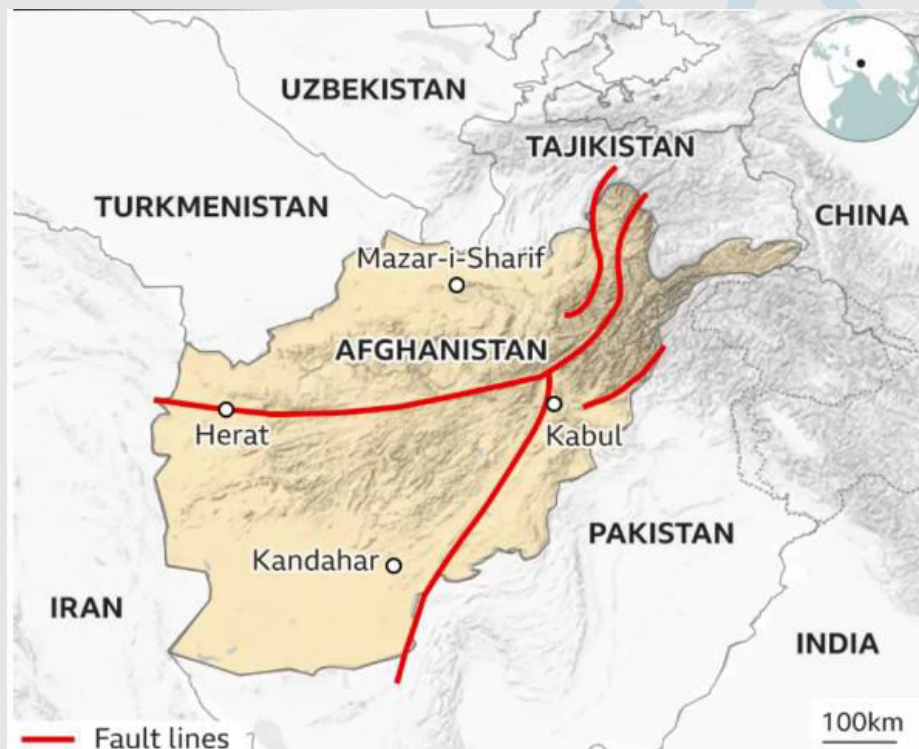 UZBEKISTAN
TAJIKISTAN
TURKMENISTAN
CHINA
Mazar-i-Sharif
AFGHANISTAN
Herat
Kabul
Kandahar
PAKISTAN
IRAN
INDIA
100km
Fault lines